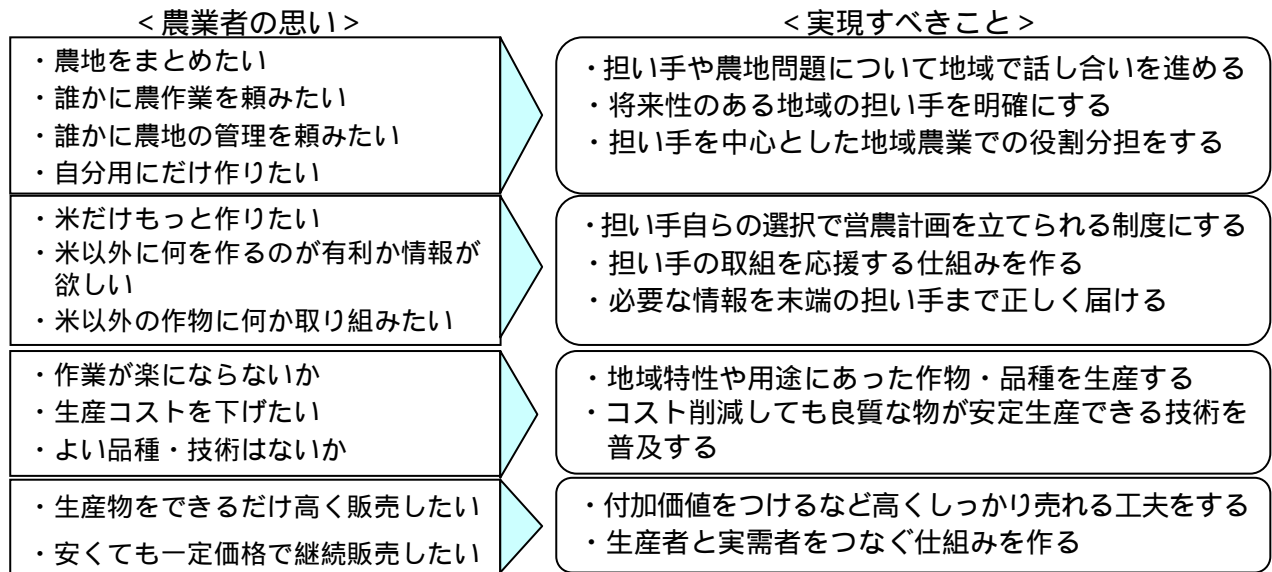 ＜農業者の思い＞
・農地をまとめたい
・誰かに農作業を頼みたい
・誰かに農地の管理を頼みたい
・自分用にだけ作りたい
＜実現すべきこと＞
・担い手や農地問題について地域で話し合いを進める
・将来性のある地域の担い手を明確にする
・担い手を中心とした地域農業での役割分担をする
・米だけもっと作りたい
・米以外に何を作るのが有利か情報が
欲しい
・米以外の作物に何か取り組みたい
・担い手自らの選択で営農計画を立てられる制度にする
・担い手の取組を応援する仕組みを作る
・必要な情報を末端の担い手まで正しく届ける
・作業が楽にならないか
・生産コストを下げたい
・よい品種・技術はないか
・地域特性や用途にあった作物・品種を生産する
・コスト削減しても良質な物が安定生産できる技術を
普及する
・生産物をできるだけ高く販売したい
・安くても一定価格で継続販売したい
・付加価値をつけるなど高くしっかり売れる工夫をする
・生産者と実需者をつなぐ仕組みを作る